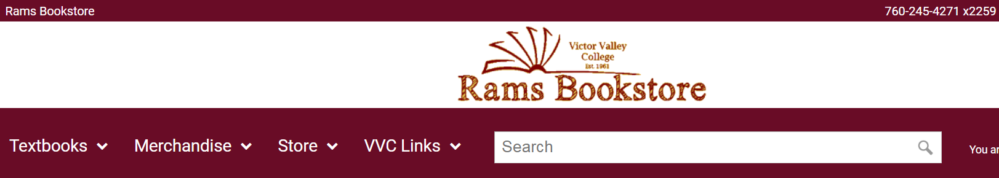 Rams Bookstore
760-245-4271 x2259
Victor Valley
College
Est. 1961
Rams Bookstore
Textbooks
Merchandise
Store
VVC Links
Search
You